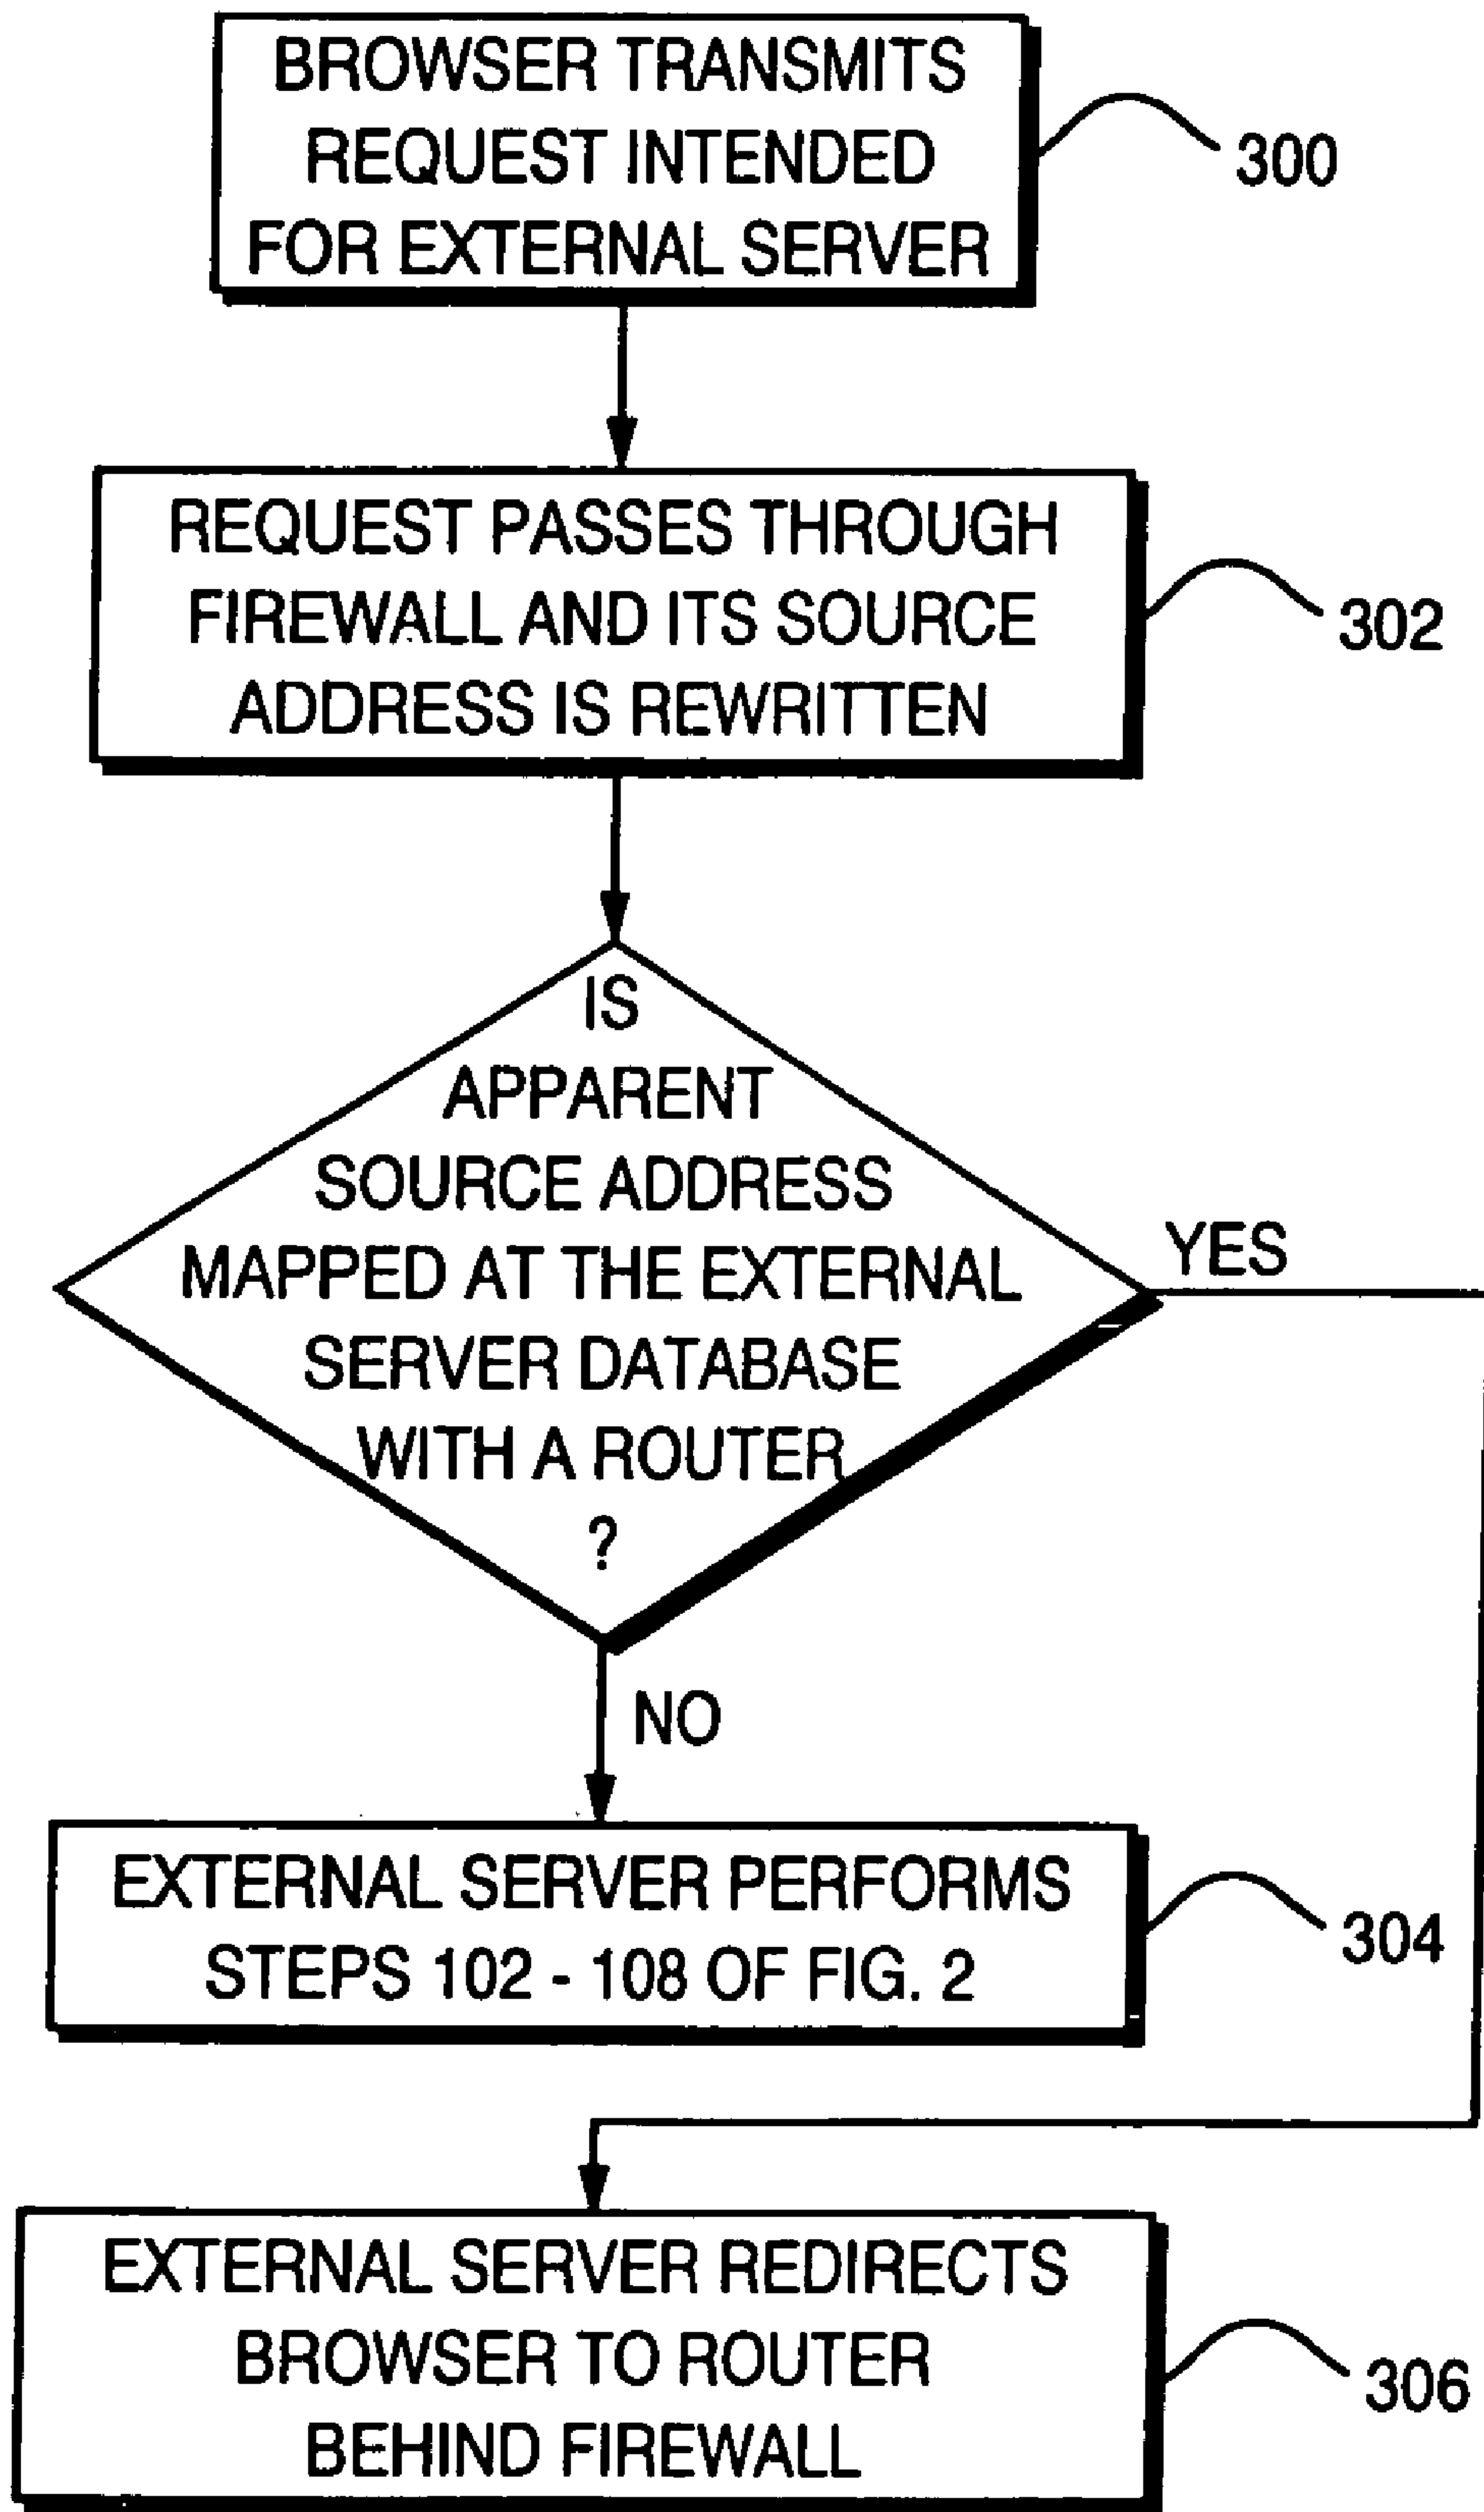 BROWSER TRANSMITS
REQUEST INTENDED
FOR EXTERNAL SERVER
300
REQUEST PASSES THROUGH
FIREWALL AND ITS SOURCE
ADDRESS IS REWRITTEN
302
IS
APPARENT
SOURCE ADDRESS
MAPPED AT THE EXTERNAL
SERVER DATABASE
WITH A ROUTER
?
YES
NO
EXTERNAL SERVER PERFORMS
STEPS 102 - 108 OF FIG. 2
304
EXTERNAL SERVER REDIRECTS
BROWSER TO ROUTER
BEHIND FIREWALL
306